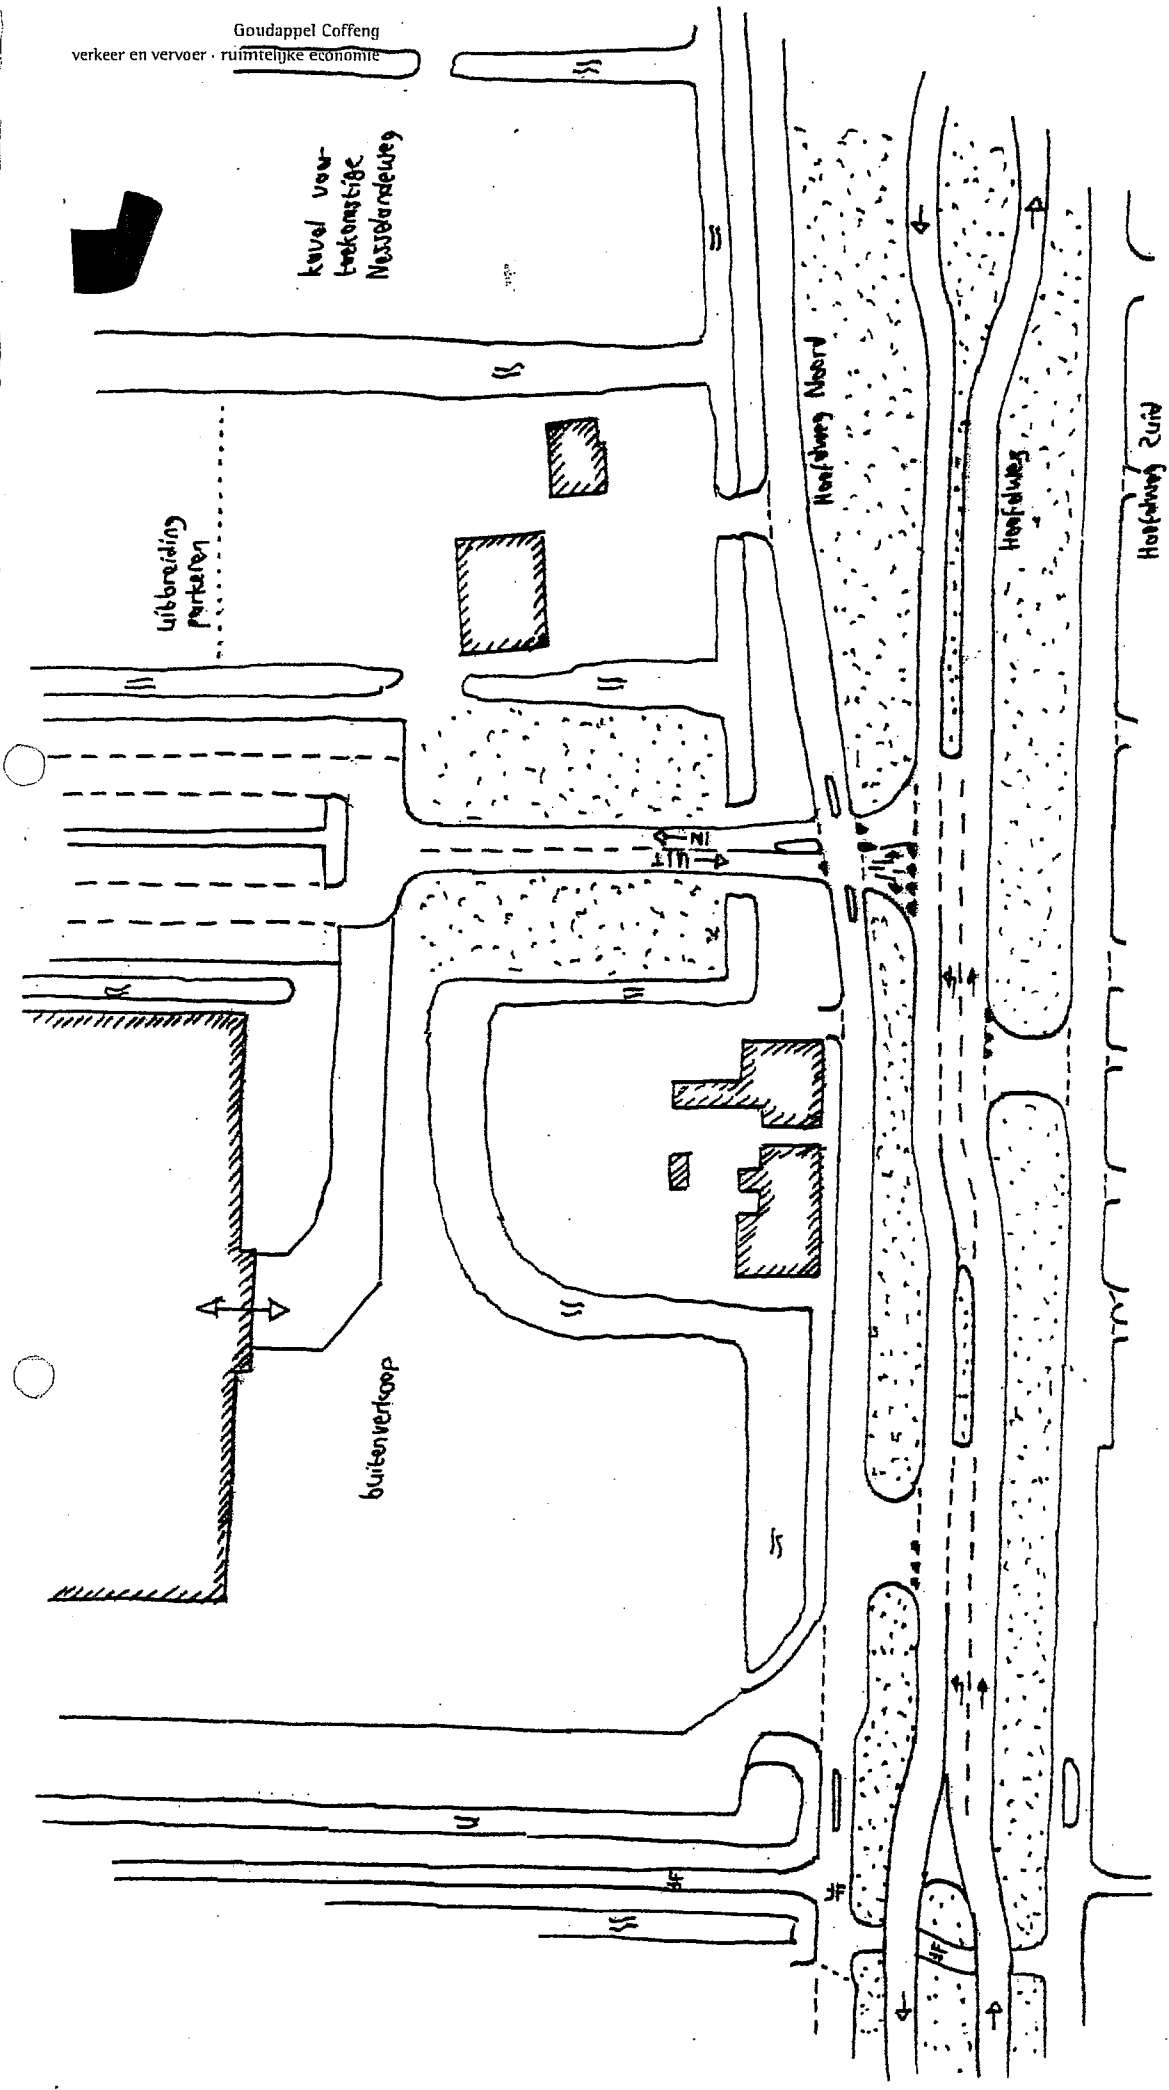 Goudappel Coffeng
verkeer en vervoer · ruimtelijke economie
kavel voor-
toekomstige
Nesselandeweg
uitbreiding
parkeren
Hoofdweg Noord
Hoofdweg
Hoofdweg Zuid
IN
UIT
buitenverkoop